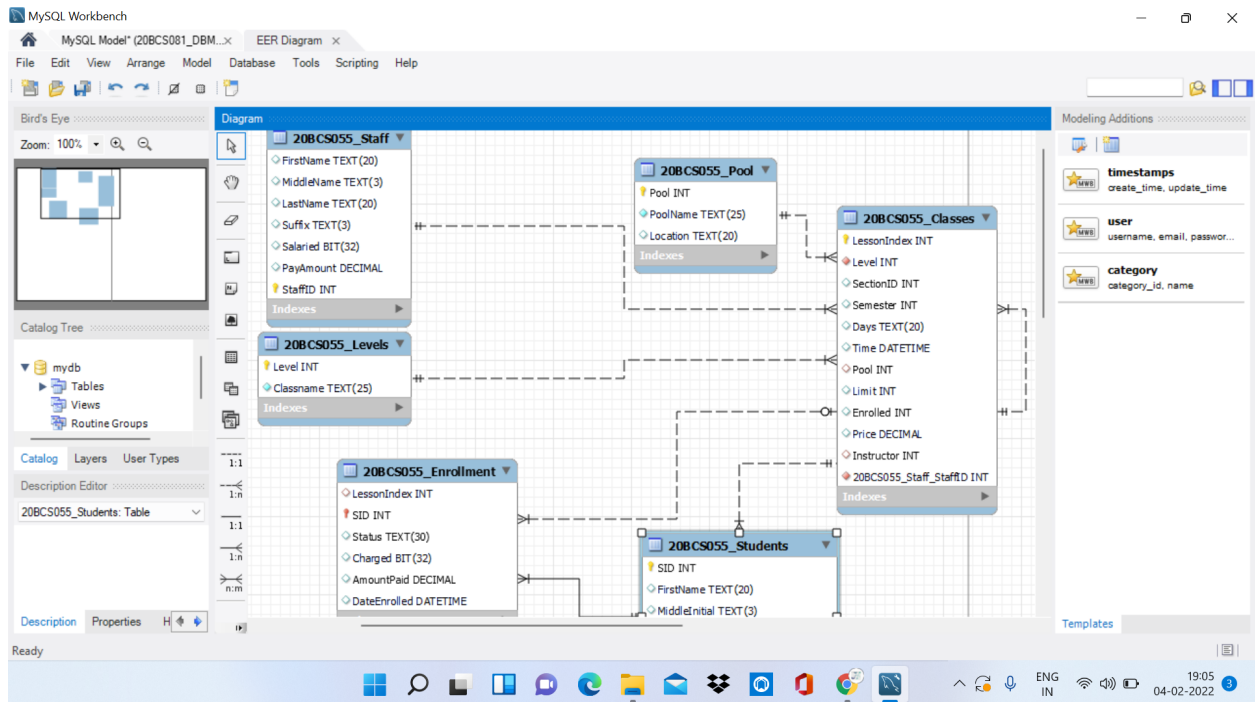 MySQL Workbench
MySQL Model* (20BCS081_DBM...
EER Diagram
File Edit View Arrange Model Database Tools Scripting Help
Bird's Eye
Zoom: 100%
Catalog Tree
mydb
Tables
Views
Routine Groups
Catalog Layers User Types
Description Editor
20BCS055_Students: Table
Description Properties H
Diagram
1:1
1:n
1:1
1:n
n:m
20BCS055_Staff
FirstName TEXT(20)
MiddleName TEXT(3)
LastName TEXT(20)
Suffix TEXT(3)
Salaried BIT(32)
PayAmount DECIMAL
StaffID INT
Indexes
20BCS055_Levels
Level INT
Classname TEXT(25)
Indexes
20BCS055_Enrollment
LessonIndex INT
SID INT
Status TEXT(30)
Charged BIT(32)
AmountPaid DECIMAL
DateEnrolled DATETIME
20BCS055_Pool
Pool INT
PoolName TEXT(25)
Location TEXT(20)
Indexes
20BCS055_Classes
LessonIndex INT
Level INT
SectionID INT
Semester INT
Days TEXT(20)
Time DATETIME
Pool INT
Limit INT
Enrolled INT
Price DECIMAL
Instructor INT
20BCS055_Staff_StaffID INT
Indexes
20BCS055_Students
SID INT
FirstName TEXT(20)
MiddleInitial TEXT(3)
Modeling Additions
timestamps
create_time, update_time
user
username, email, passwor...
category
category_id, name
Templates
Ready
ENG
IN
19:05
04-02-2022
3